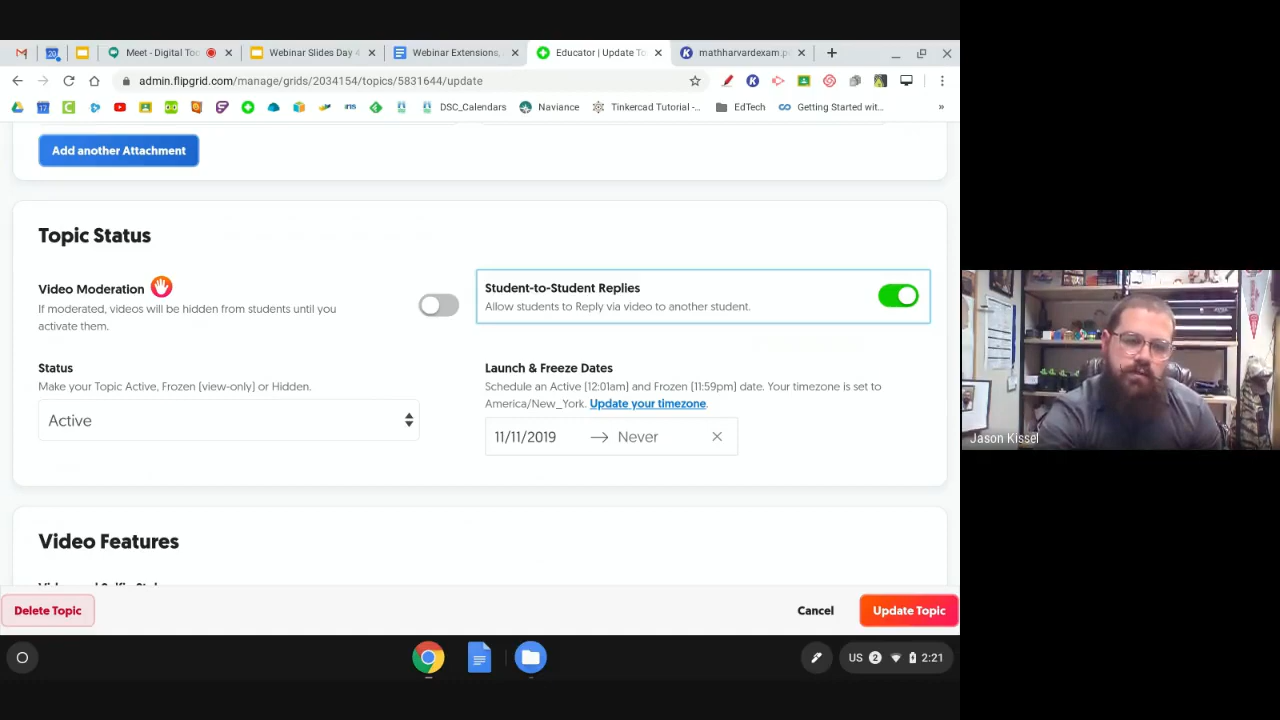 Meet - Digital Too
Webinar Slides Day 4
Webinar Extensions,
Educator | Update To
mathharvardexam.p
admin.flipgrid.com/manage/grids/2034154/topics/5831644/update
DSC_Calendars
Naviance
Tinkercad Tutorial -...
EdTech
Getting Started wit...
»
Add another Attachment
Topic Status
Video Moderation
If moderated, videos will be hidden from students until you
activate them.
Student-to-Student Replies
Allow students to Reply via video to another student.
Status
Make your Topic Active, Frozen (view-only) or Hidden.
Active
Launch & Freeze Dates
Schedule an Active (12:01am) and Frozen (11:59pm) date. Your timezone is set to
America/New_York. Update your timezone.
11/11/2019 → Never
Jason Kissel
Video Features
Delete Topic
Cancel
Update Topic
US 2 2:21